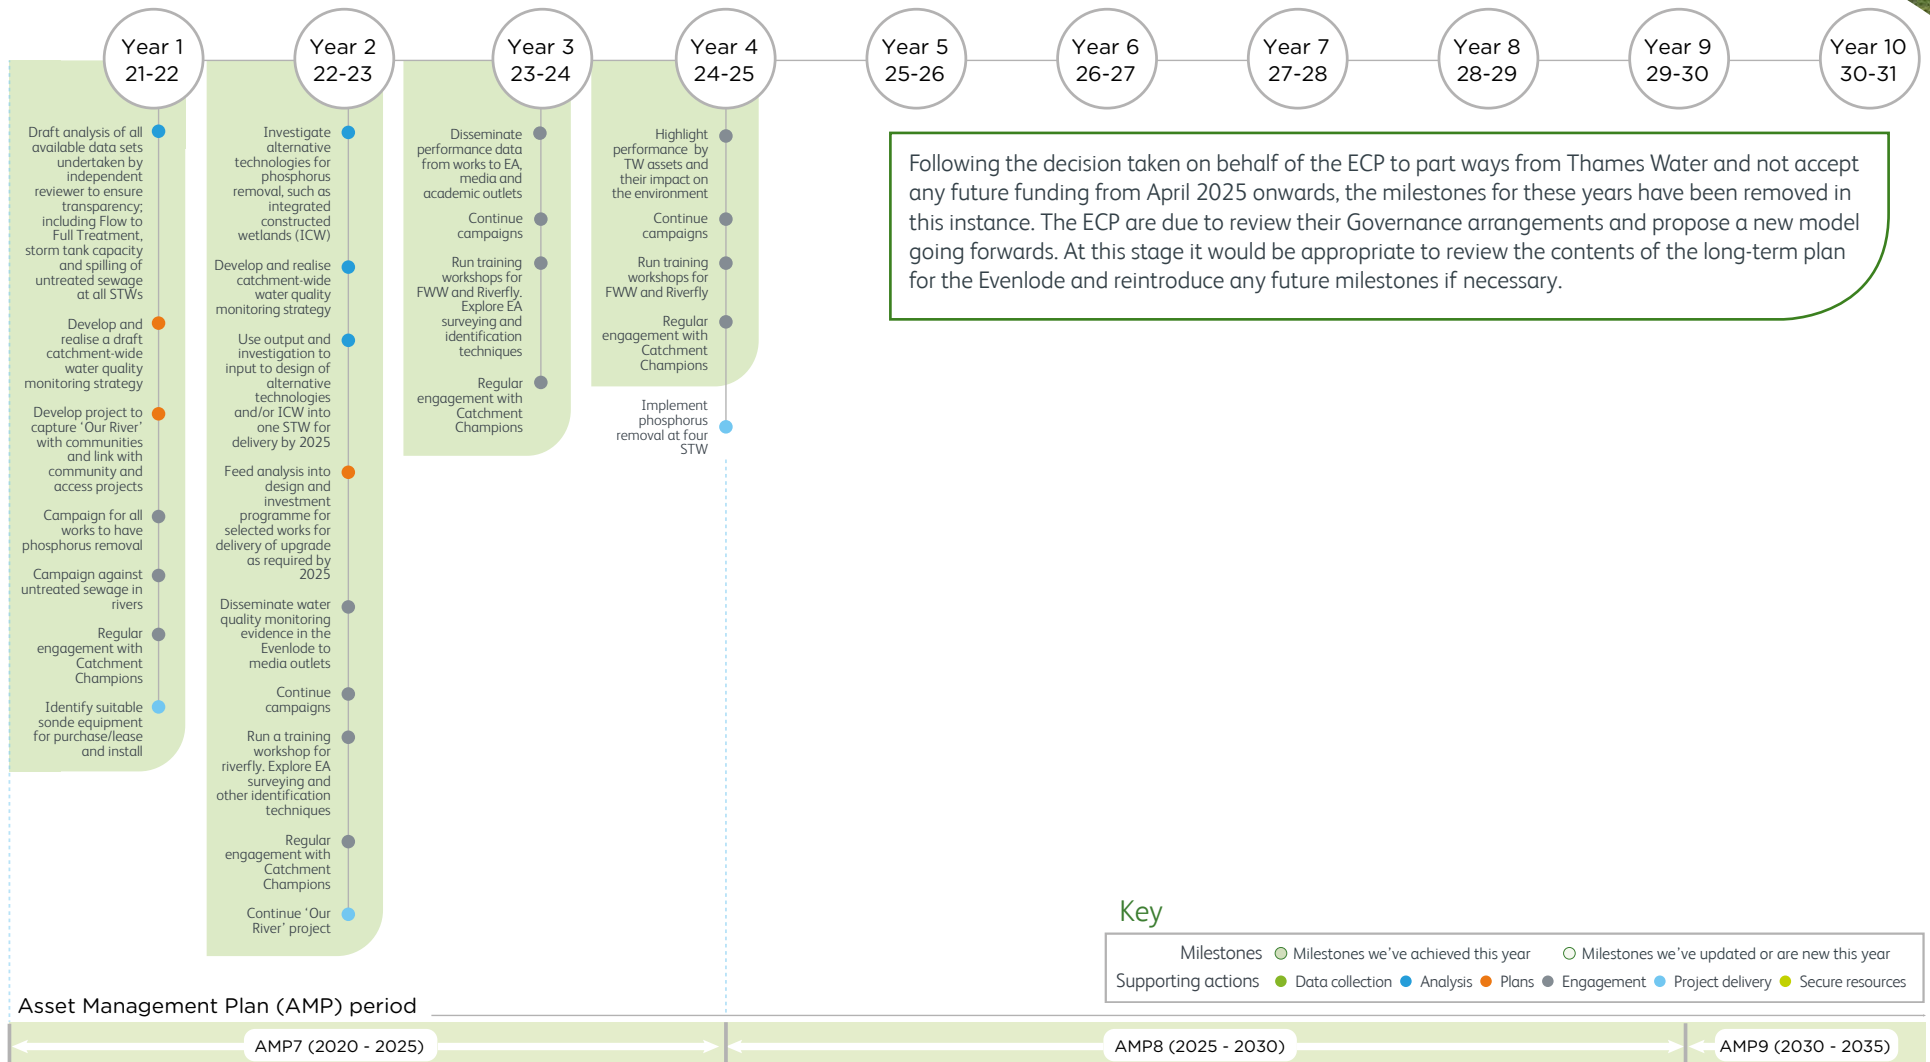 Year 1
21-22
Year 2
22-23
Year 3
23-24
Year 4
24-25
Year 5
25-26
Year 6
26-27
Year 7
27-28
Year 8
28-29
Year 9
29-30
Year 10
30-31
Draft analysis of all
available data sets
undertaken by
independent
reviewer to ensure
transparency;
including Flow to
Full Treatment,
storm tank capacity
and spilling of
untreated sewage
at all STWs
Develop and
realise a draft
catchment-wide
water quality
monitoring strategy
Develop project to
capture ‘Our River’
with communities
and link with
community and
access projects
Campaign for all
works to have
phosphorus removal
Campaign against
untreated sewage in
rivers
Regular
engagement with
Catchment
Champions
Identify suitable
sonde equipment
for purchase/lease
and install
Investigate
alternative
technologies for
phosphorus
removal, such as
integrated
constructed
wetlands (ICW)
Develop and realise
catchment-wide
water quality
monitoring strategy
Use output and
investigation to
input to design of
alternative
technologies
and/or ICW into
one STW for
delivery by 2025
Feed analysis into
design and
investment
programme for
selected works for
delivery of upgrade
as required by
2025
Disseminate water
quality monitoring
evidence in the
Evenlode to
media outlets
Continue
campaigns
Run a training
workshop for
riverfly. Explore EA
surveying and
other identification
techniques
Regular
engagement with
Catchment
Champions
Continue ‘Our
River’ project
Disseminate
performance data
from works to EA,
media and
academic outlets
Continue
campaigns
Run training
workshops for
FWW and Riverfly.
Explore EA
surveying and
identification
techniques
Regular
engagement with
Catchment
Champions
Highlight
performance by
TW assets and
their impact on
the environment
Continue
campaigns
Run training
workshops for
FWW and Riverfly
Regular
engagement with
Catchment
Champions
Implement
phosphorus
removal at four
STW
Following the decision taken on behalf of the ECP to part ways from Thames Water and not accept
any future funding from April 2025 onwards, the milestones for these years have been removed in
this instance. The ECP are due to review their Governance arrangements and propose a new model
going forwards. At this stage it would be appropriate to review the contents of the long-term plan
for the Evenlode and reintroduce any future milestones if necessary.
Key
Milestones Milestones we’ve achieved this year Milestones we’ve updated or are new this year
Supporting actions Data collection Analysis Plans Engagement Project delivery Secure resources
Asset Management Plan (AMP) period
AMP7 (2020 - 2025)
AMP8 (2025 - 2030)
AMP9 (2030 - 2035)